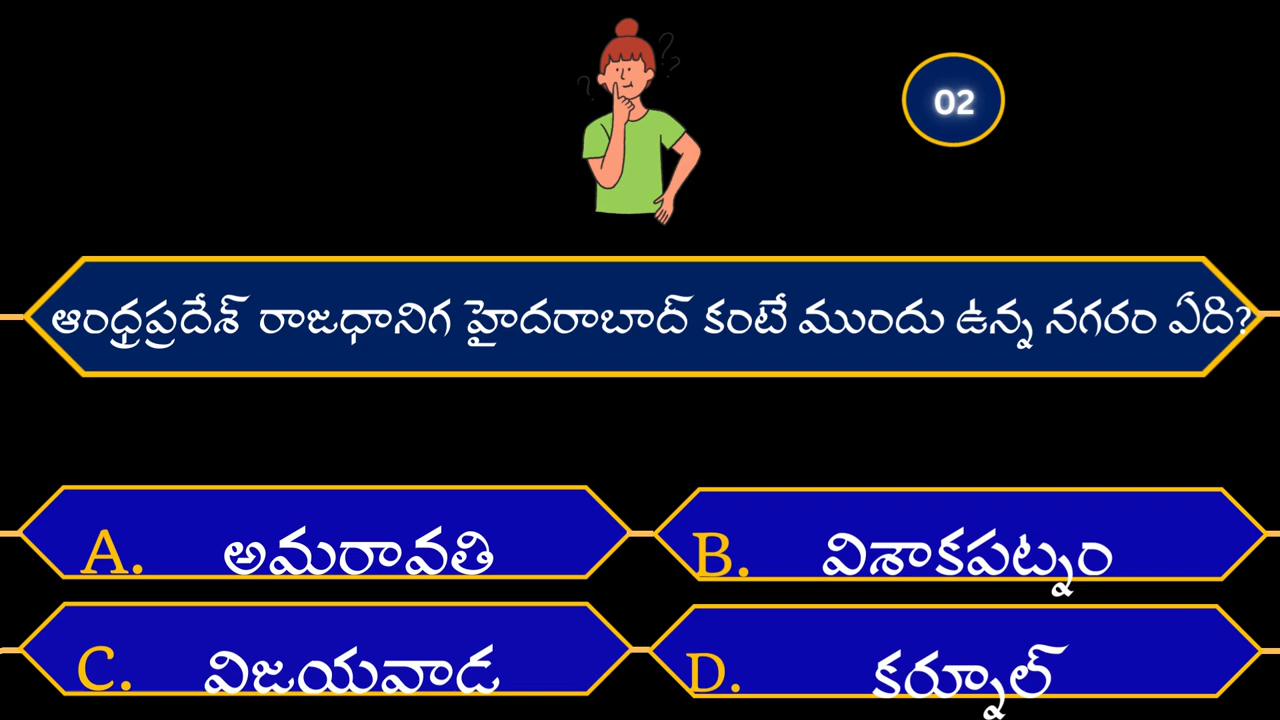 02
ఆంధ్రప్రదేశ్ రాజధానిగ హైదరాబాద్ కంటే ముందు ఉన్న నగరం ఏది?
A. అమరావతి
B. విశాకపట్నం
C. విజయవాడ
D. కర్నూల్